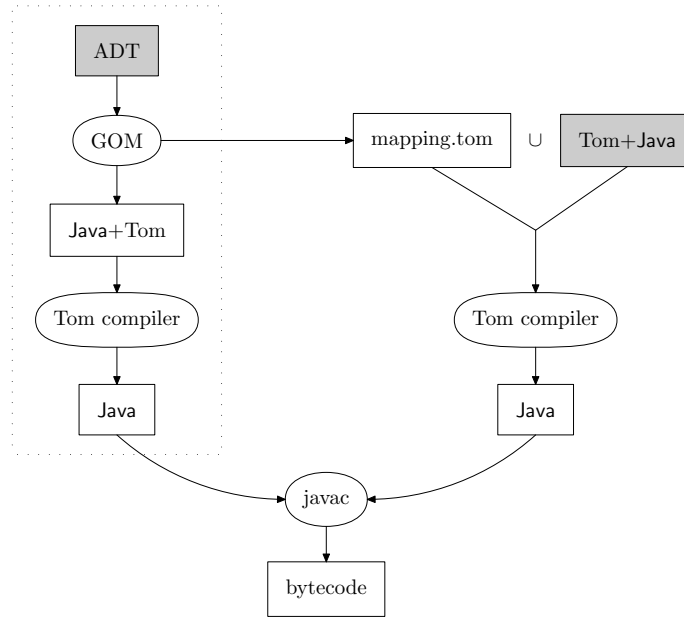 ADT
GOM
mapping.tom ∪ Tom+Java
Java+Tom
Tom compiler
Tom compiler
Java
Java
javac
bytecode